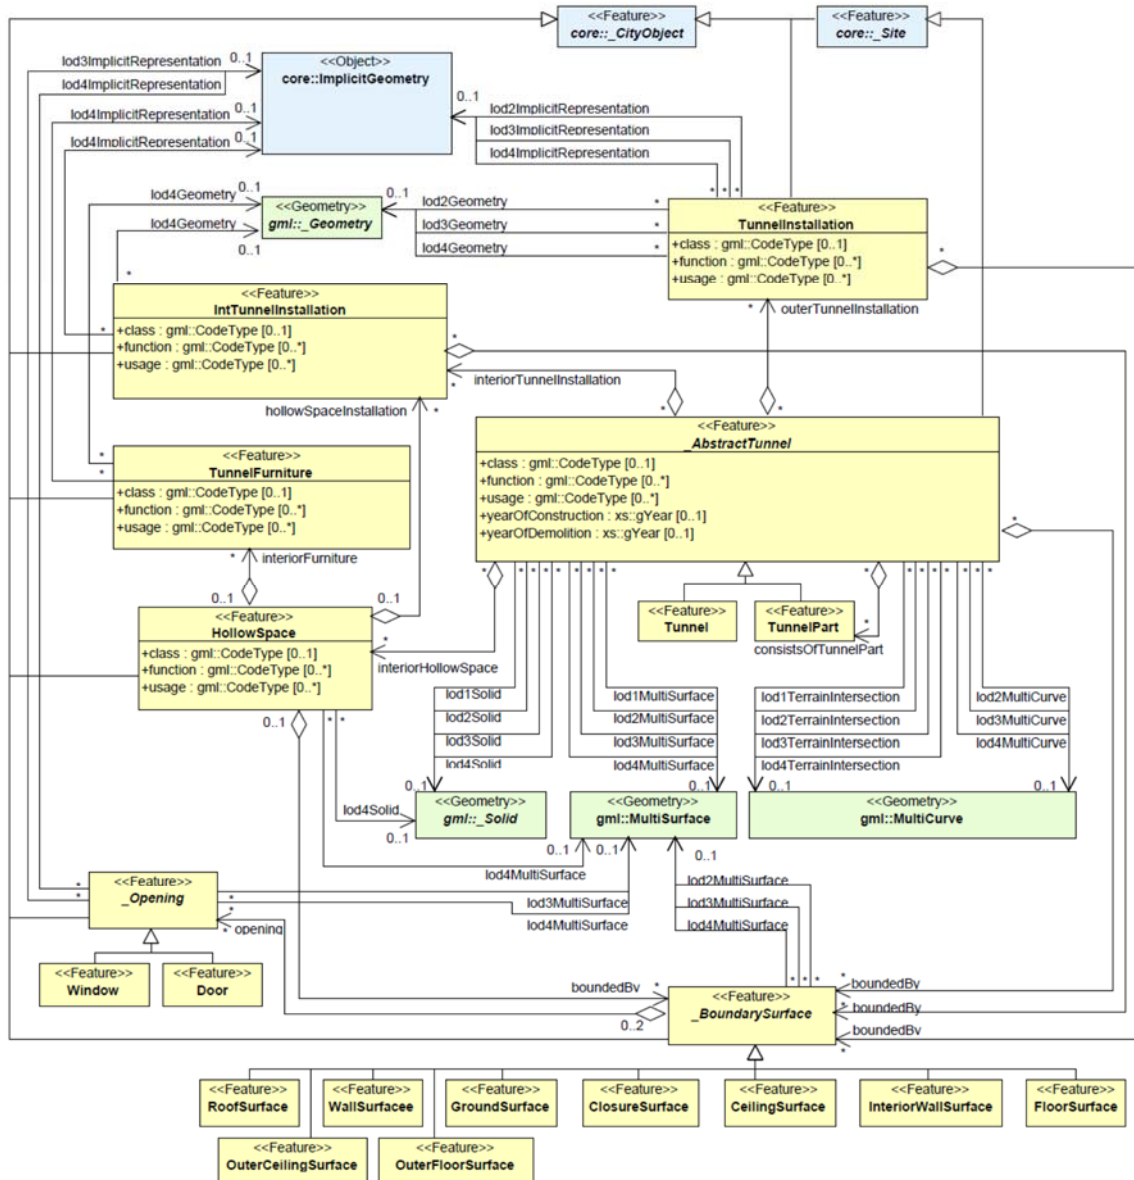 <<Feature>>
core::_CityObject
<<Feature>>
core::_Site
lod3ImplicitRepresentation
0..1
lod4ImplicitRepresentation
<<Object>>
core::ImplicitGeometry
0..1
lod4ImplicitRepresentation
0..1
lod4ImplicitRepresentation
0..1
lod2ImplicitRepresentation
lod3ImplicitRepresentation
lod4ImplicitRepresentation
* * *
lod4Geometry
0..1
lod4Geometry
0..1
<<Geometry>>
gml::_Geometry
0..1
lod2Geometry
*
lod3Geometry
*
lod4Geometry
*
<<Feature>>
TunnelInstallation
+class : gml::CodeType [0..1]
+function : gml::CodeType [0..*]
+usage : gml::CodeType [0..*]
*
*
outerTunnelInstallation
*
<<Feature>>
IntTunnelInstallation
+class : gml::CodeType [0..1]
+function : gml::CodeType [0..*]
+usage : gml::CodeType [0..*]
*
*
*
interiorTunnelInstallation
*
*
hollowSpaceInstallation
*
<<Feature>>
_AbstractTunnel
+class : gml::CodeType [0..1]
+function : gml::CodeType [0..*]
+usage : gml::CodeType [0..*]
+yearOfConstruction : xs::gYear [0..1]
+yearOfDemolition : xs::gYear [0..1]
*
<<Feature>>
TunnelFurniture
+class : gml::CodeType [0..1]
+function : gml::CodeType [0..*]
+usage : gml::CodeType [0..*]
*
*
*
interiorFurniture
0..1
0..1
<<Feature>>
HollowSpace
+class : gml::CodeType [0..1]
+function : gml::CodeType [0..*]
+usage : gml::CodeType [0..*]
*
interiorHollowSpace
* * * * *
* * * *
*
* * * *
* * *
<<Feature>>
Tunnel
<<Feature>>
TunnelPart
*
consistsOfTunnelPart
0..1
* *
lod1Solid
lod2Solid
lod3Solid
lod4Solid
0..1
lod1MultiSurface
lod2MultiSurface
lod3MultiSurface
lod4MultiSurface
0..1
lod1TerrainIntersection
lod2TerrainIntersection
lod3TerrainIntersection
lod4TerrainIntersection
0..1
lod2MultiCurve
lod3MultiCurve
lod4MultiCurve
0..1
lod4Solid
0..1
<<Geometry>>
gml::_Solid
<<Geometry>>
gml::MultiSurface
<<Geometry>>
gml::MultiCurve
0..1
0..1
0..1
lod4MultiSurface
<<Feature>>
_Opening
*
*
*
*
lod3MultiSurface
lod4MultiSurface
lod2MultiSurface
lod3MultiSurface
lod4MultiSurface
* * *
*
opening
<<Feature>>
Window
<<Feature>>
Door
boundedBy
*
0..2
<<Feature>>
_BoundarySurface
*
boundedBy
*
boundedBy
boundedBy
*
<<Feature>>
RoofSurface
<<Feature>>
WallSurfacee
<<Feature>>
GroundSurface
<<Feature>>
ClosureSurface
<<Feature>>
CeilingSurface
<<Feature>>
InteriorWallSurface
<<Feature>>
FloorSurface
<<Feature>>
OuterCeilingSurface
<<Feature>>
OuterFloorSurface